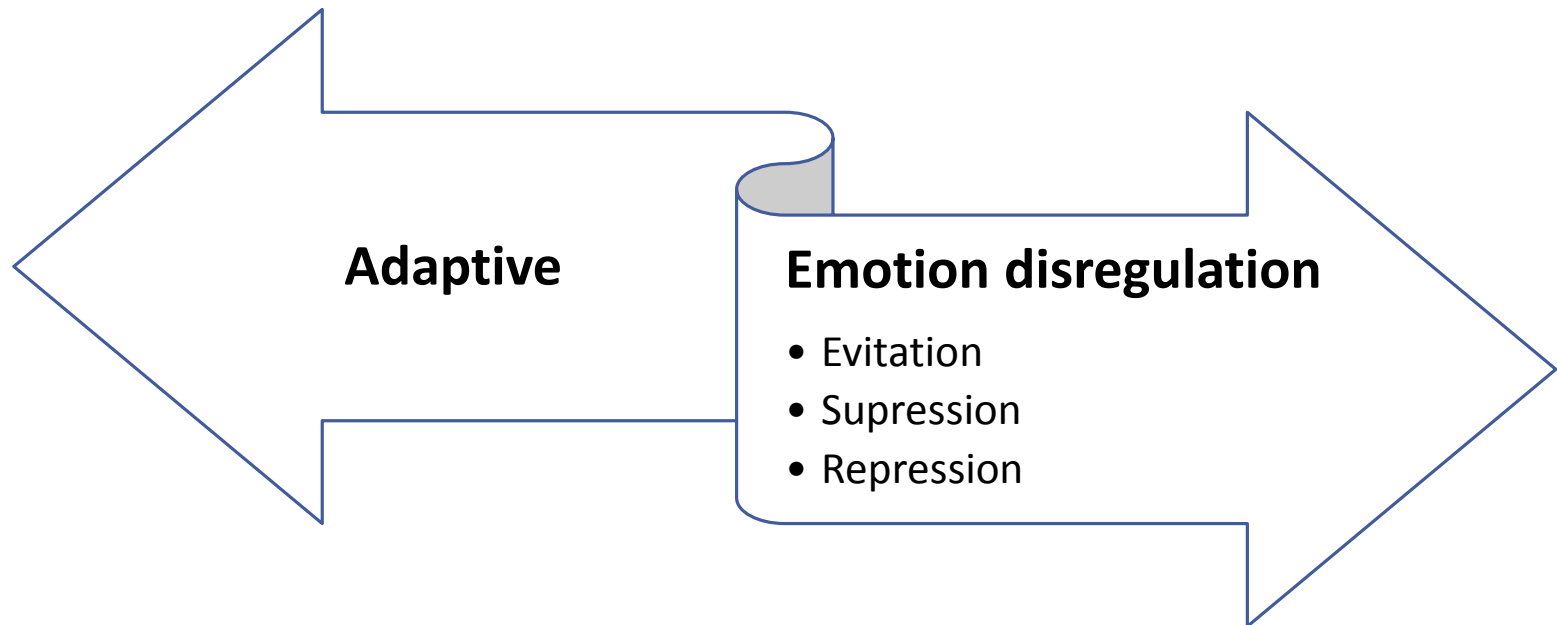 Adaptive
Emotion disregulation
• Evitation
• Supression
• Repression